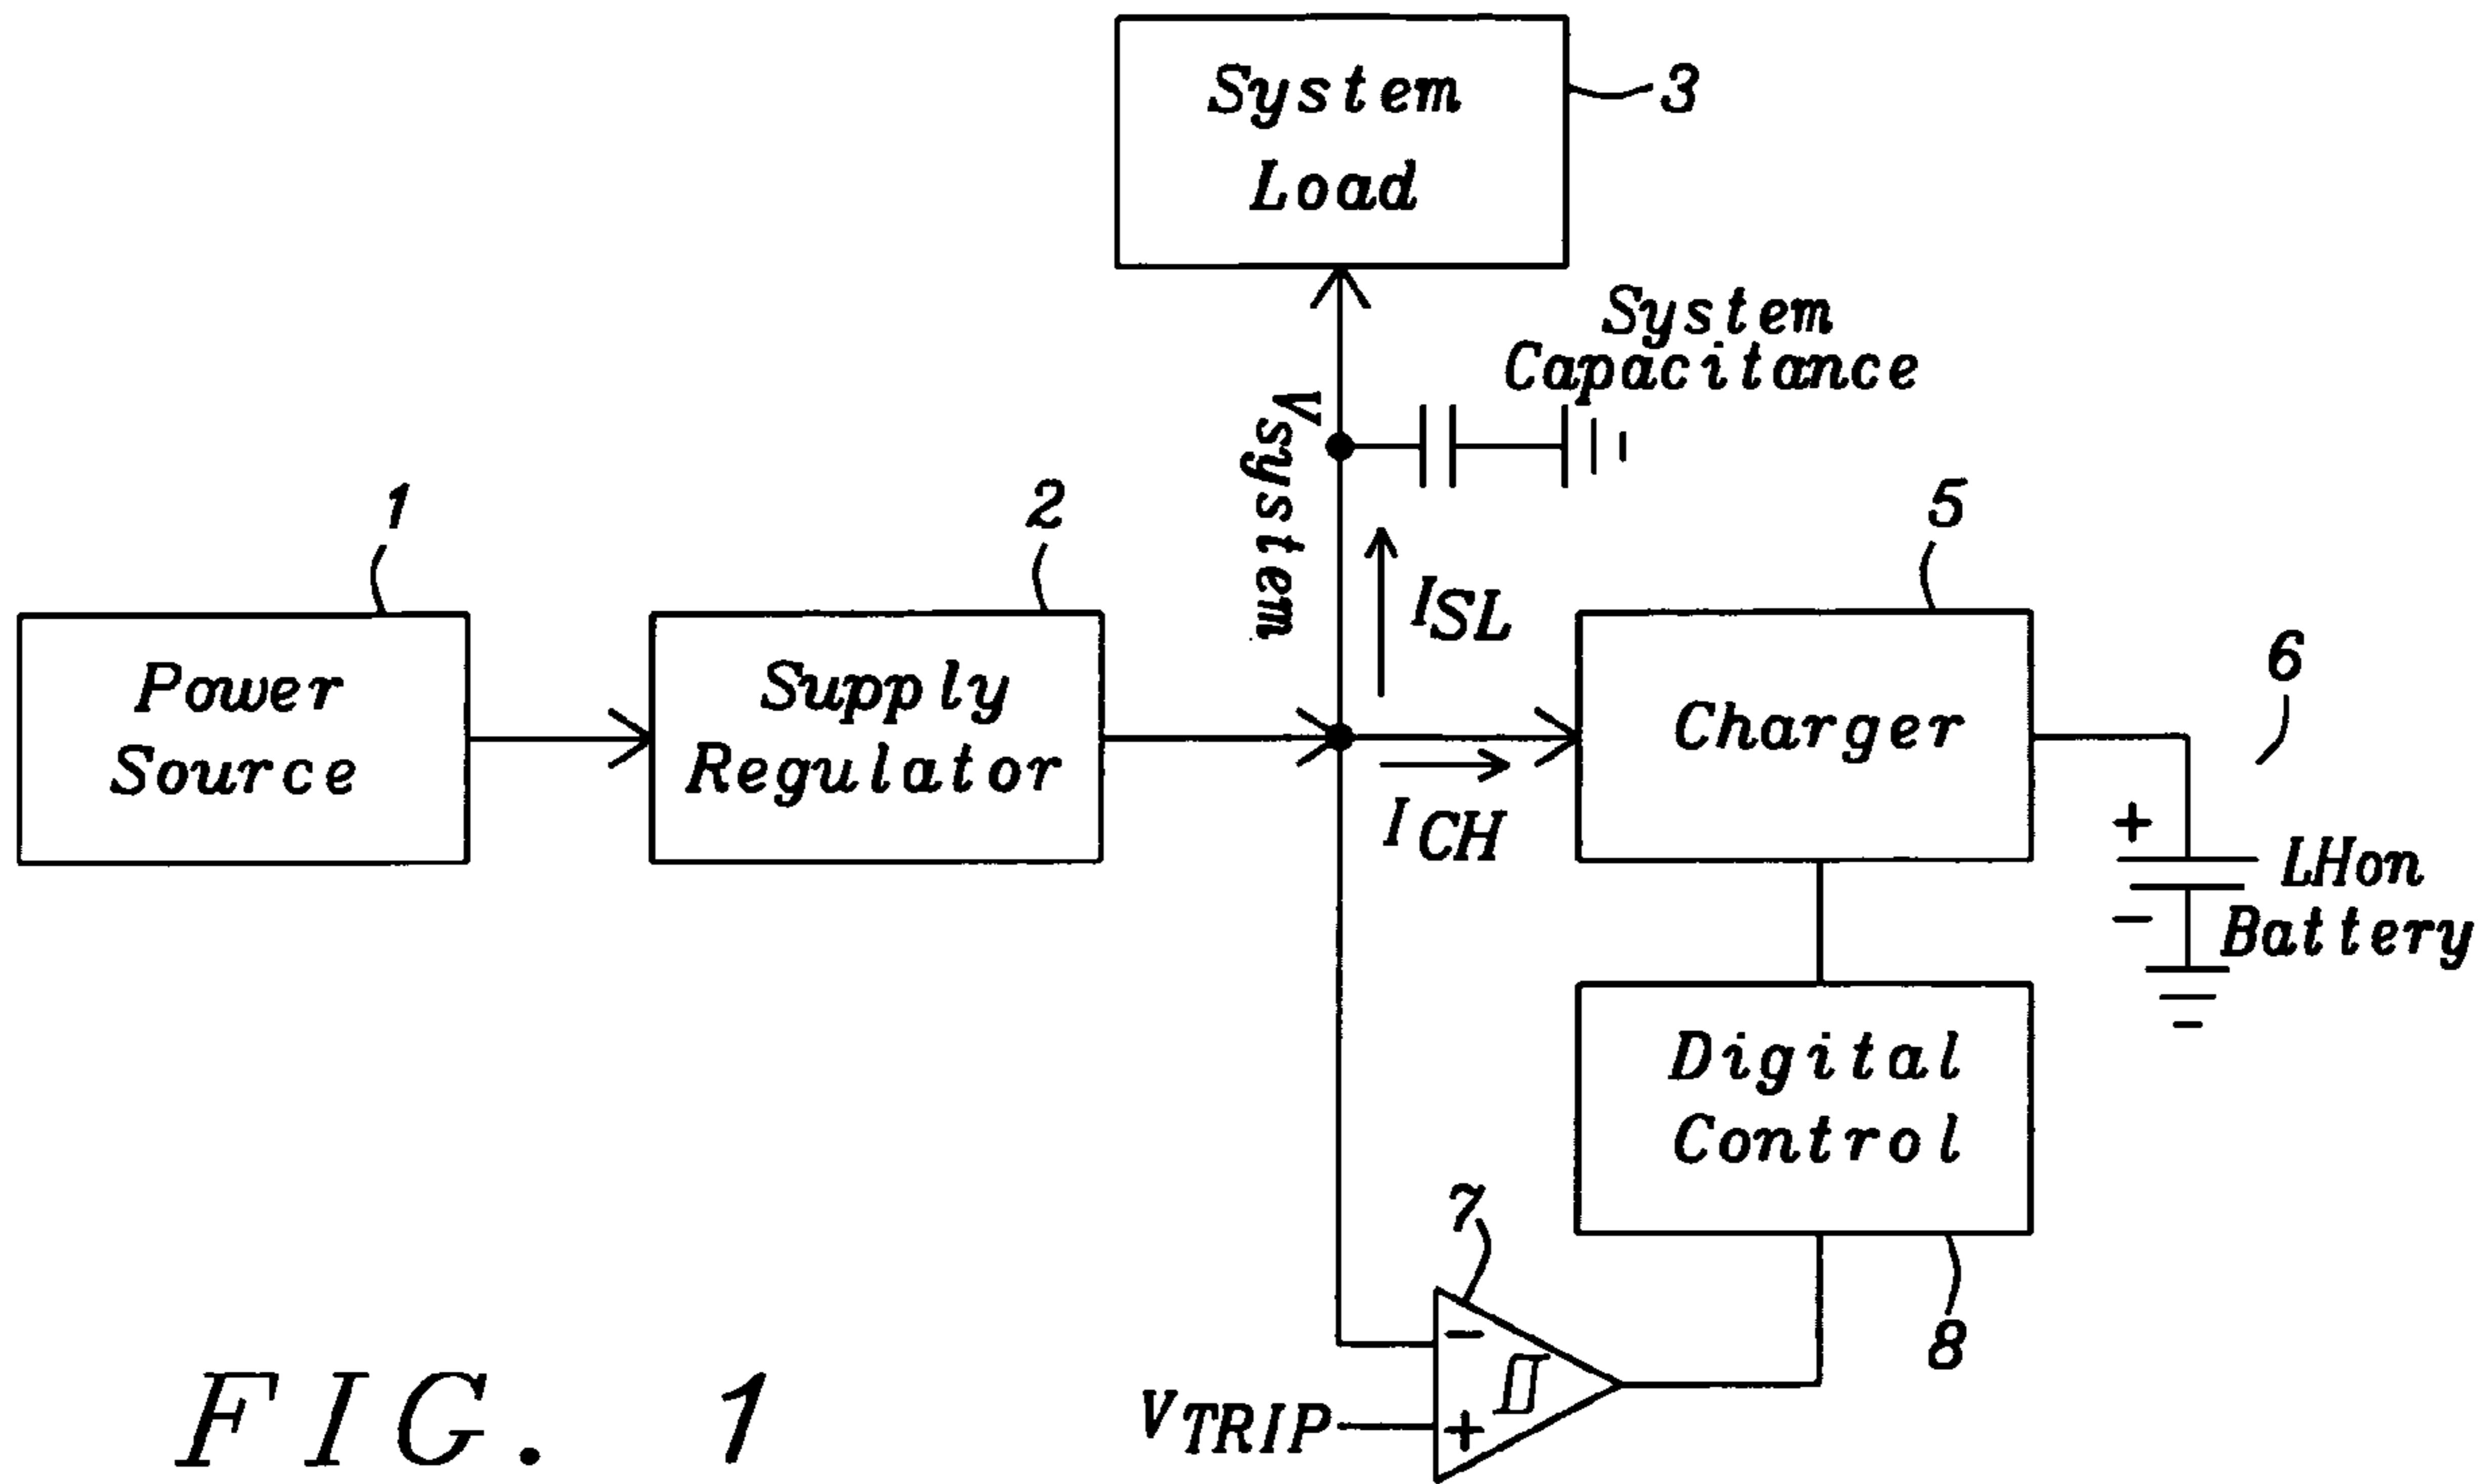 System
Load
3
System
Capacitance
Vsystem
1
2
5
ISL
6
Power
Source
Supply
Regulator
Charger
ICH
+
-
LHon
Battery
Digital
Control
7
8
-
+
VTRIP
FIG. 1